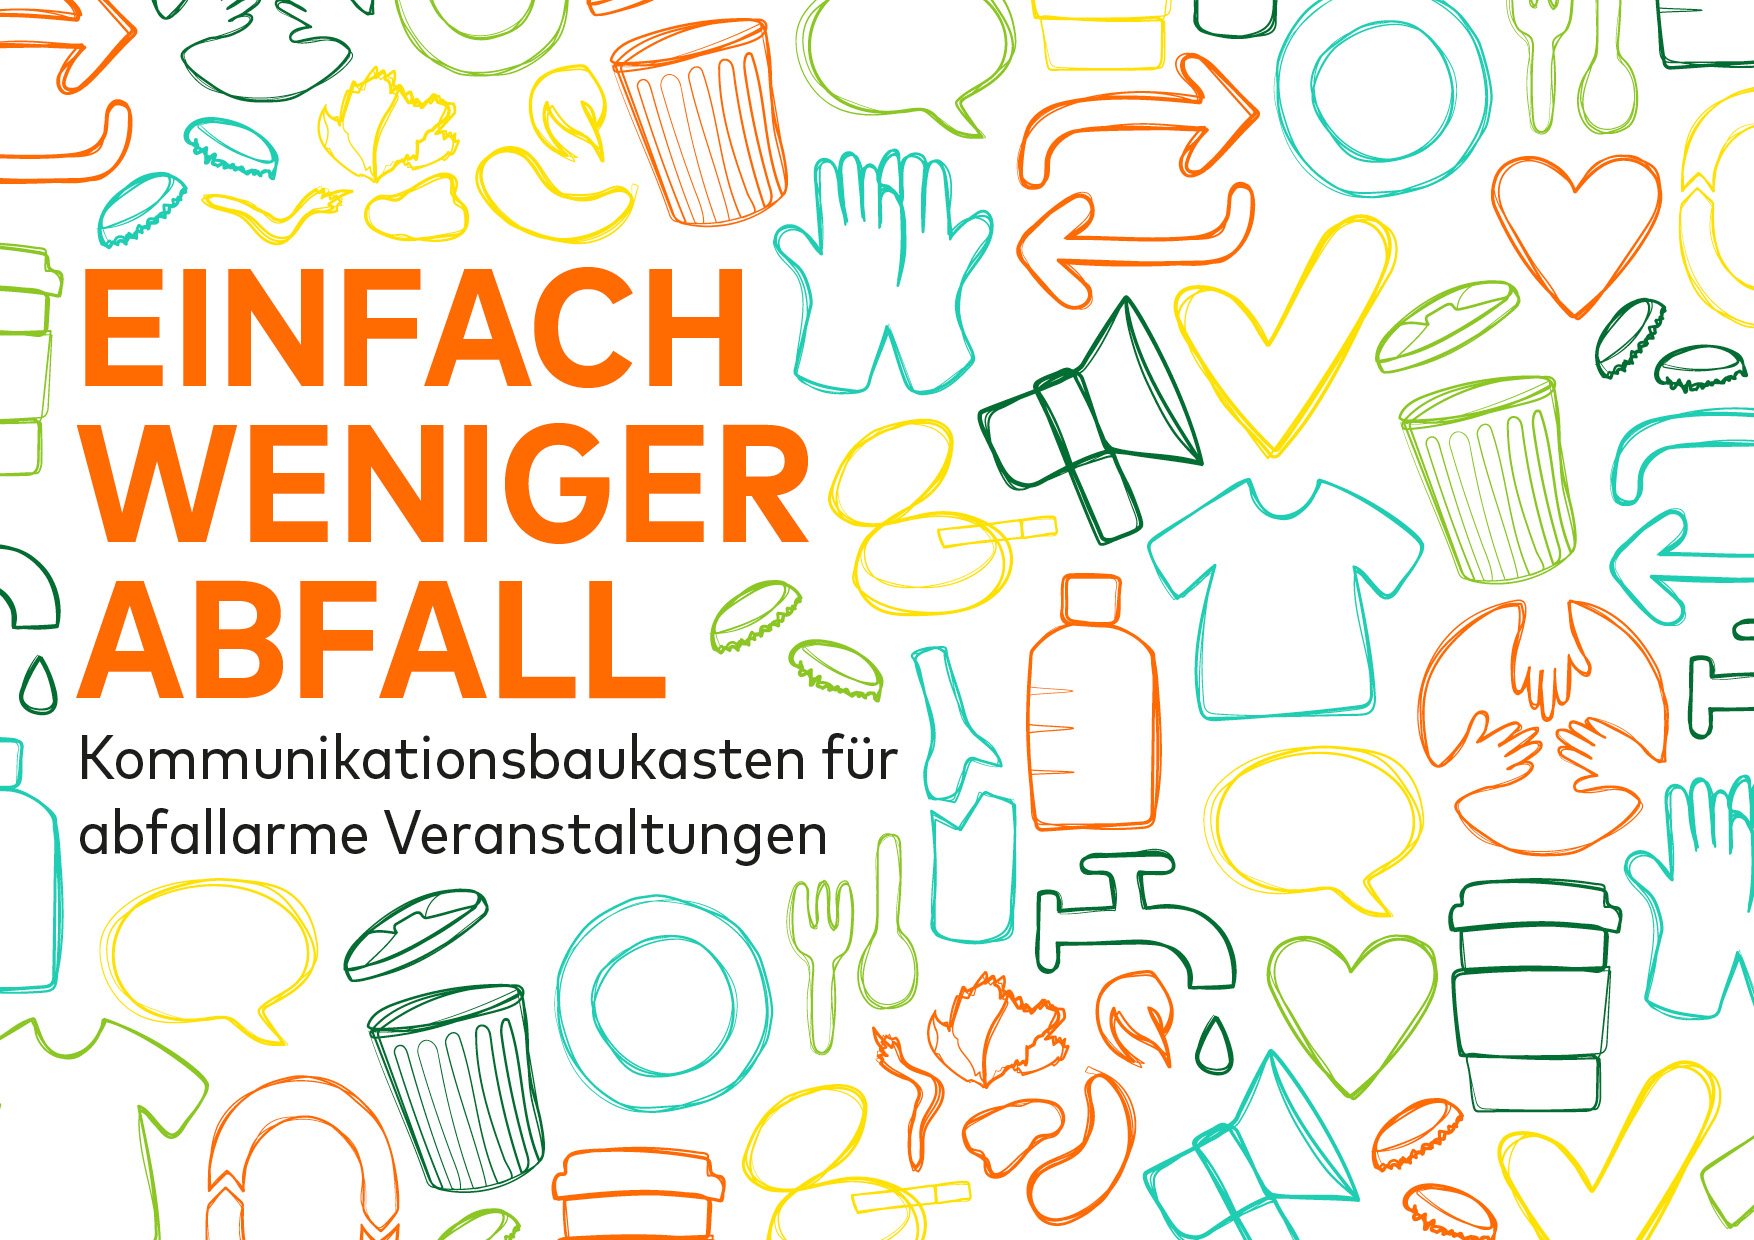 EINFACH
WENIGER
ABFALL
Kommunikationsbaukasten für
abfallarme Veranstaltungen